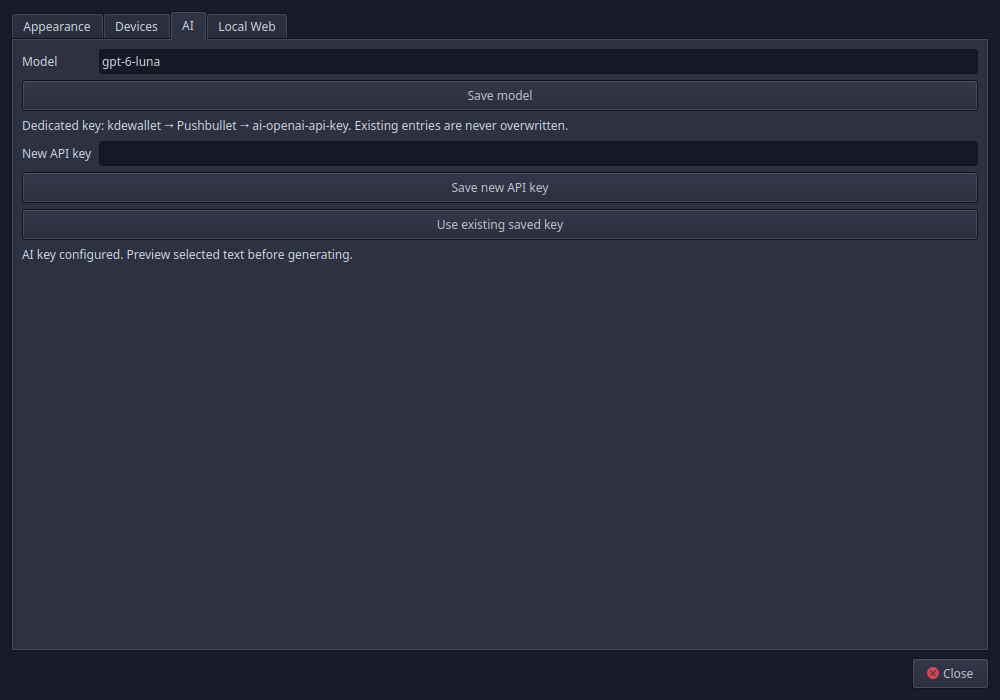 Appearance Devices AI Local Web
Model gpt-6-luna
Save model
Dedicated key: kdewallet → Pushbullet → ai-openai-api-key. Existing entries are never overwritten.
New API key
Save new API key
Use existing saved key
AI key configured. Preview selected text before generating.
Close